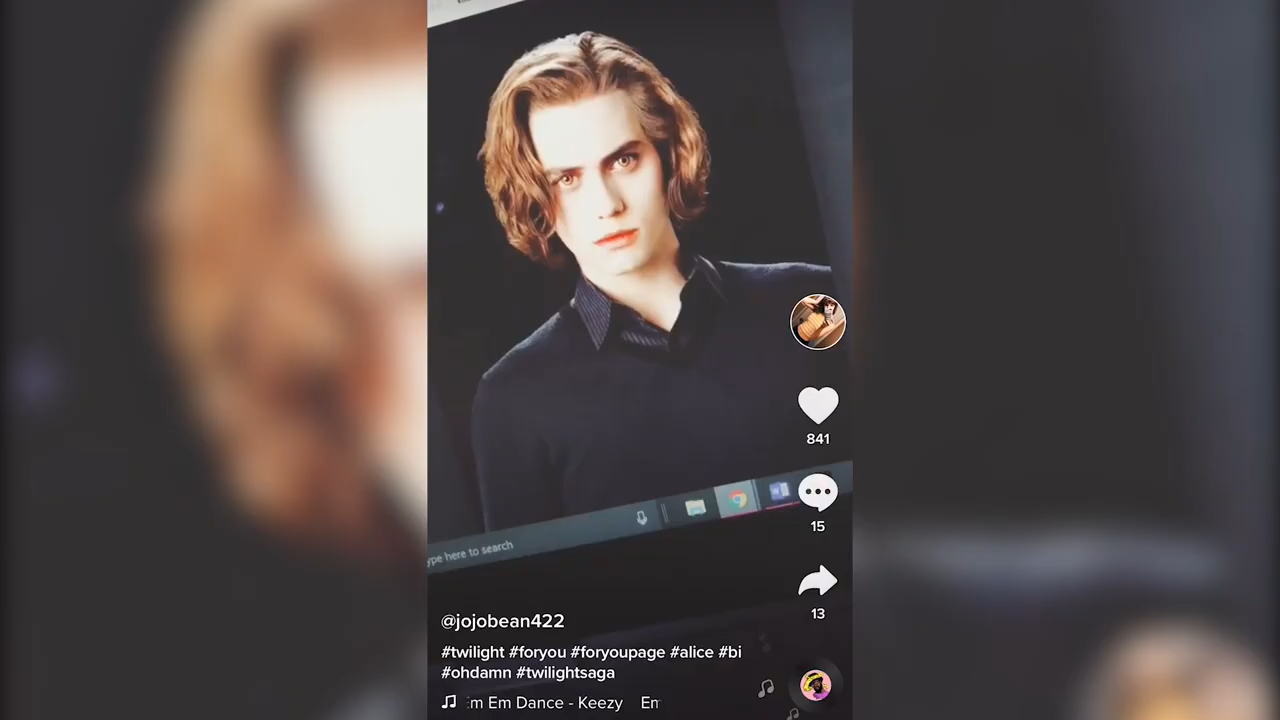 ype here to search
841
15
13
@jojobean422
#twilight #foryou #foryoupage #alice #bi
#ohdamn #twilightsaga
m Em Dance - Keezy Em